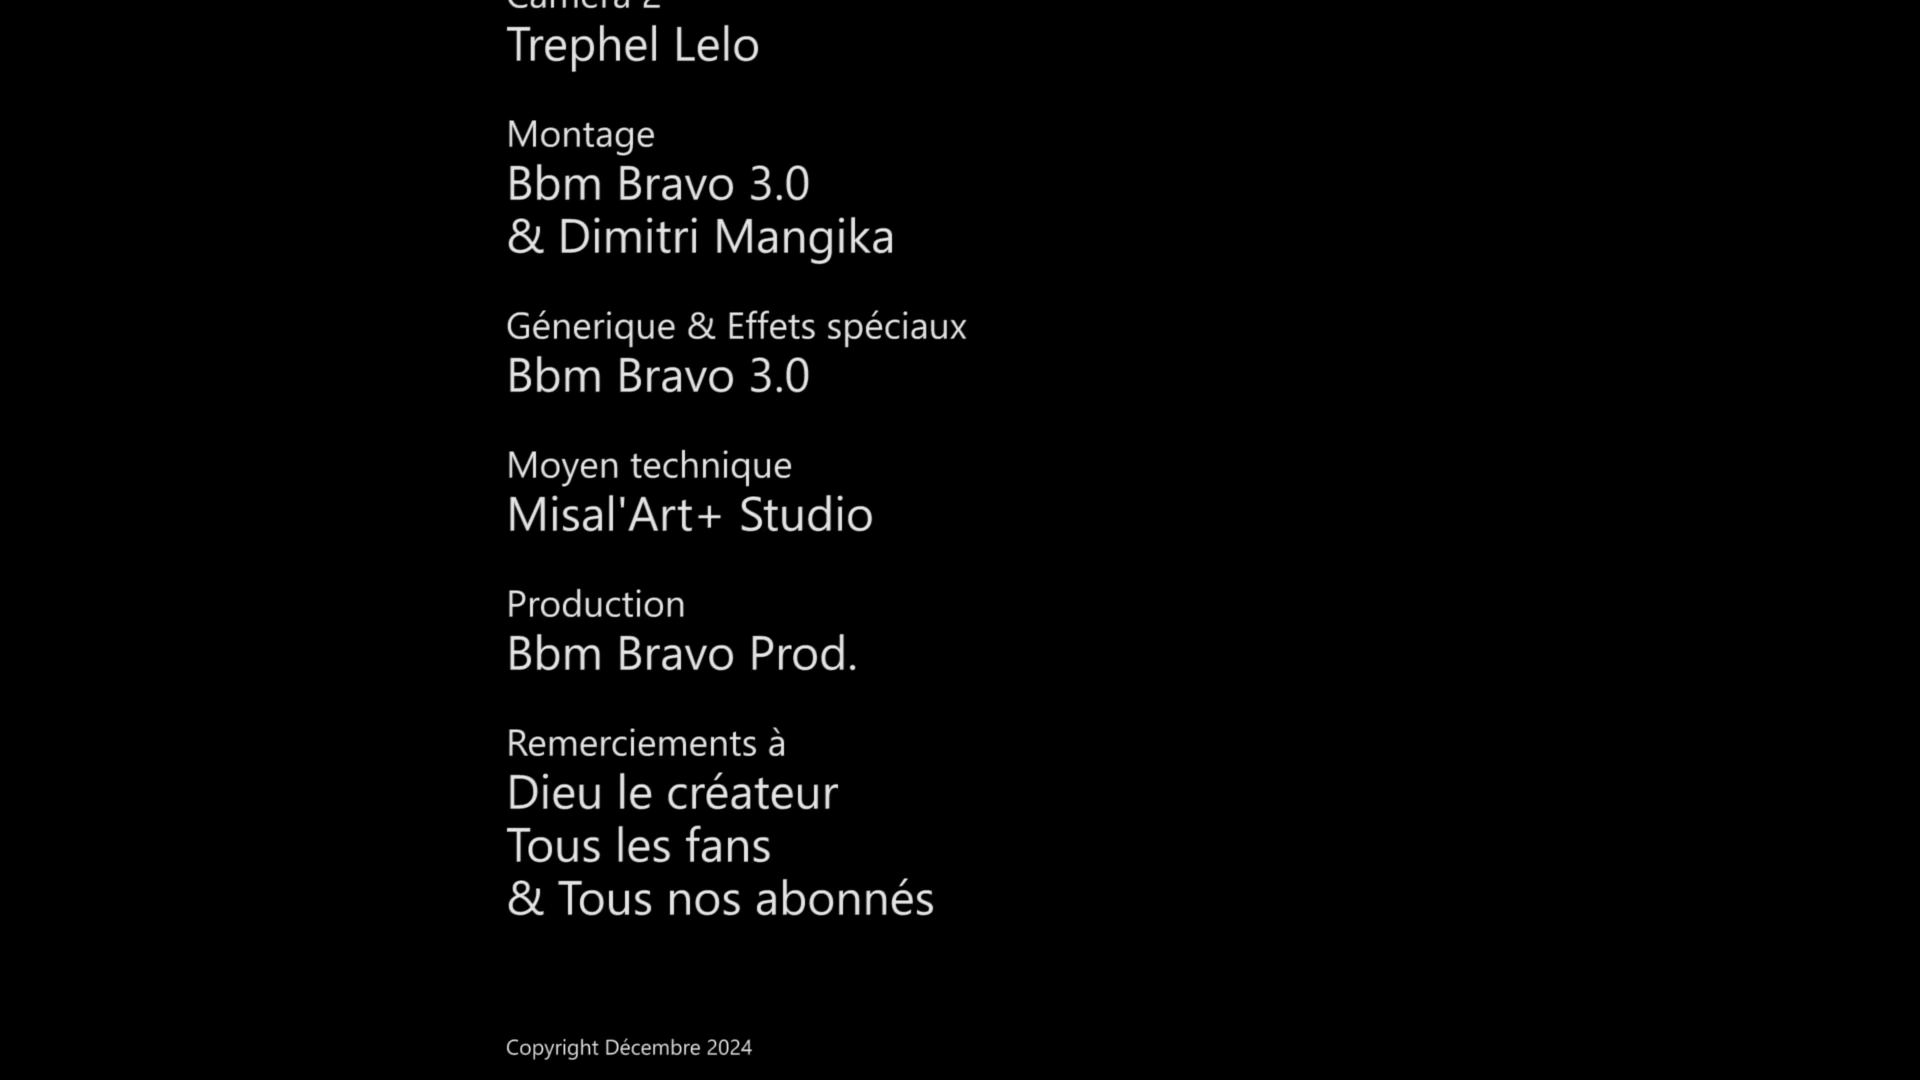 Camera 2
Trephel Lelo
Montage
Bbm Bravo 3.0
& Dimitri Mangika
Génerique & Effets spéciaux
Bbm Bravo 3.0
Moyen technique
Misal'Art+ Studio
Production
Bbm Bravo Prod.
Remerciements à
Dieu le créateur
Tous les fans
& Tous nos abonnés
Copyright Décembre 2024